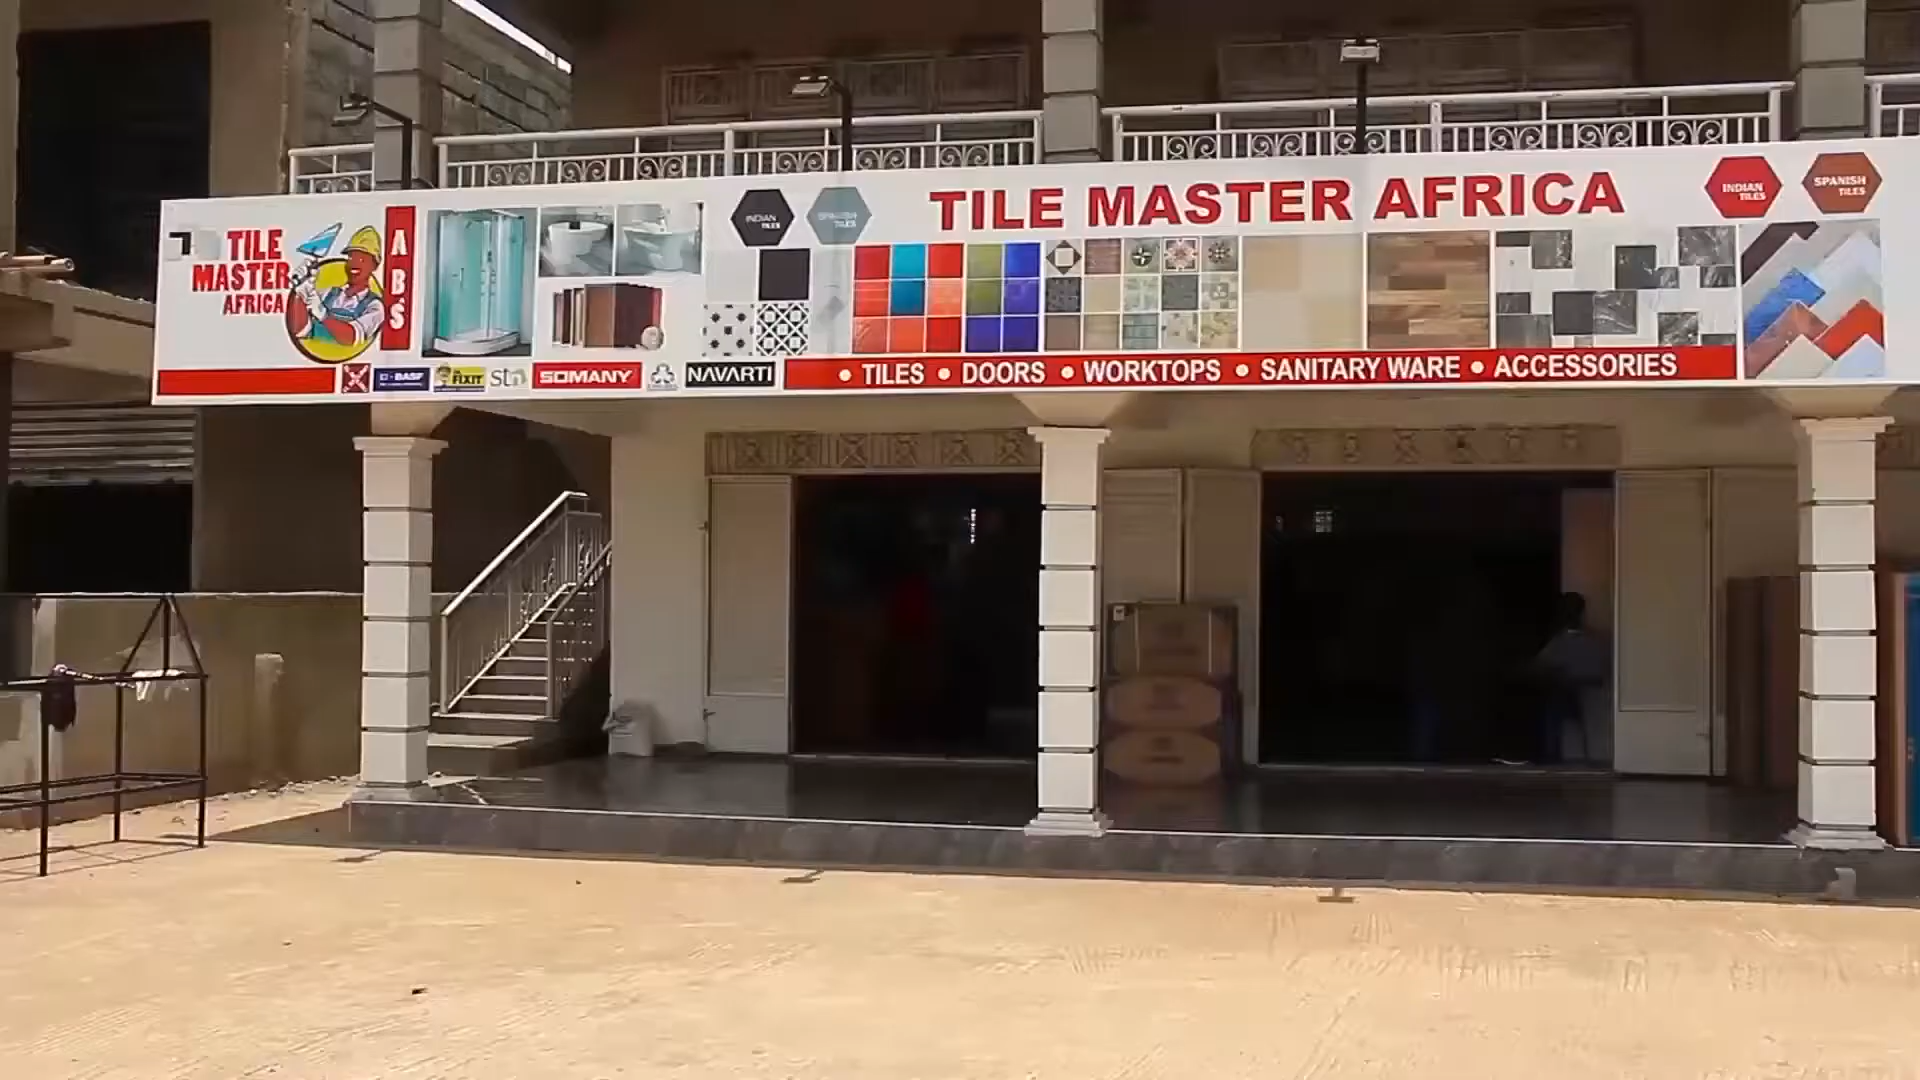 TILE
MASTER
AFRICA
ABS
INDIAN
TILES
SPANISH
TILES
TILE MASTER AFRICA
INDIAN
TILES
SPANISH
TILES
BASF
FIXIT
stn
SOMANY
NAVARTI
• TILES • DOORS • WORKTOPS • SANITARY WARE • ACCESSORIES